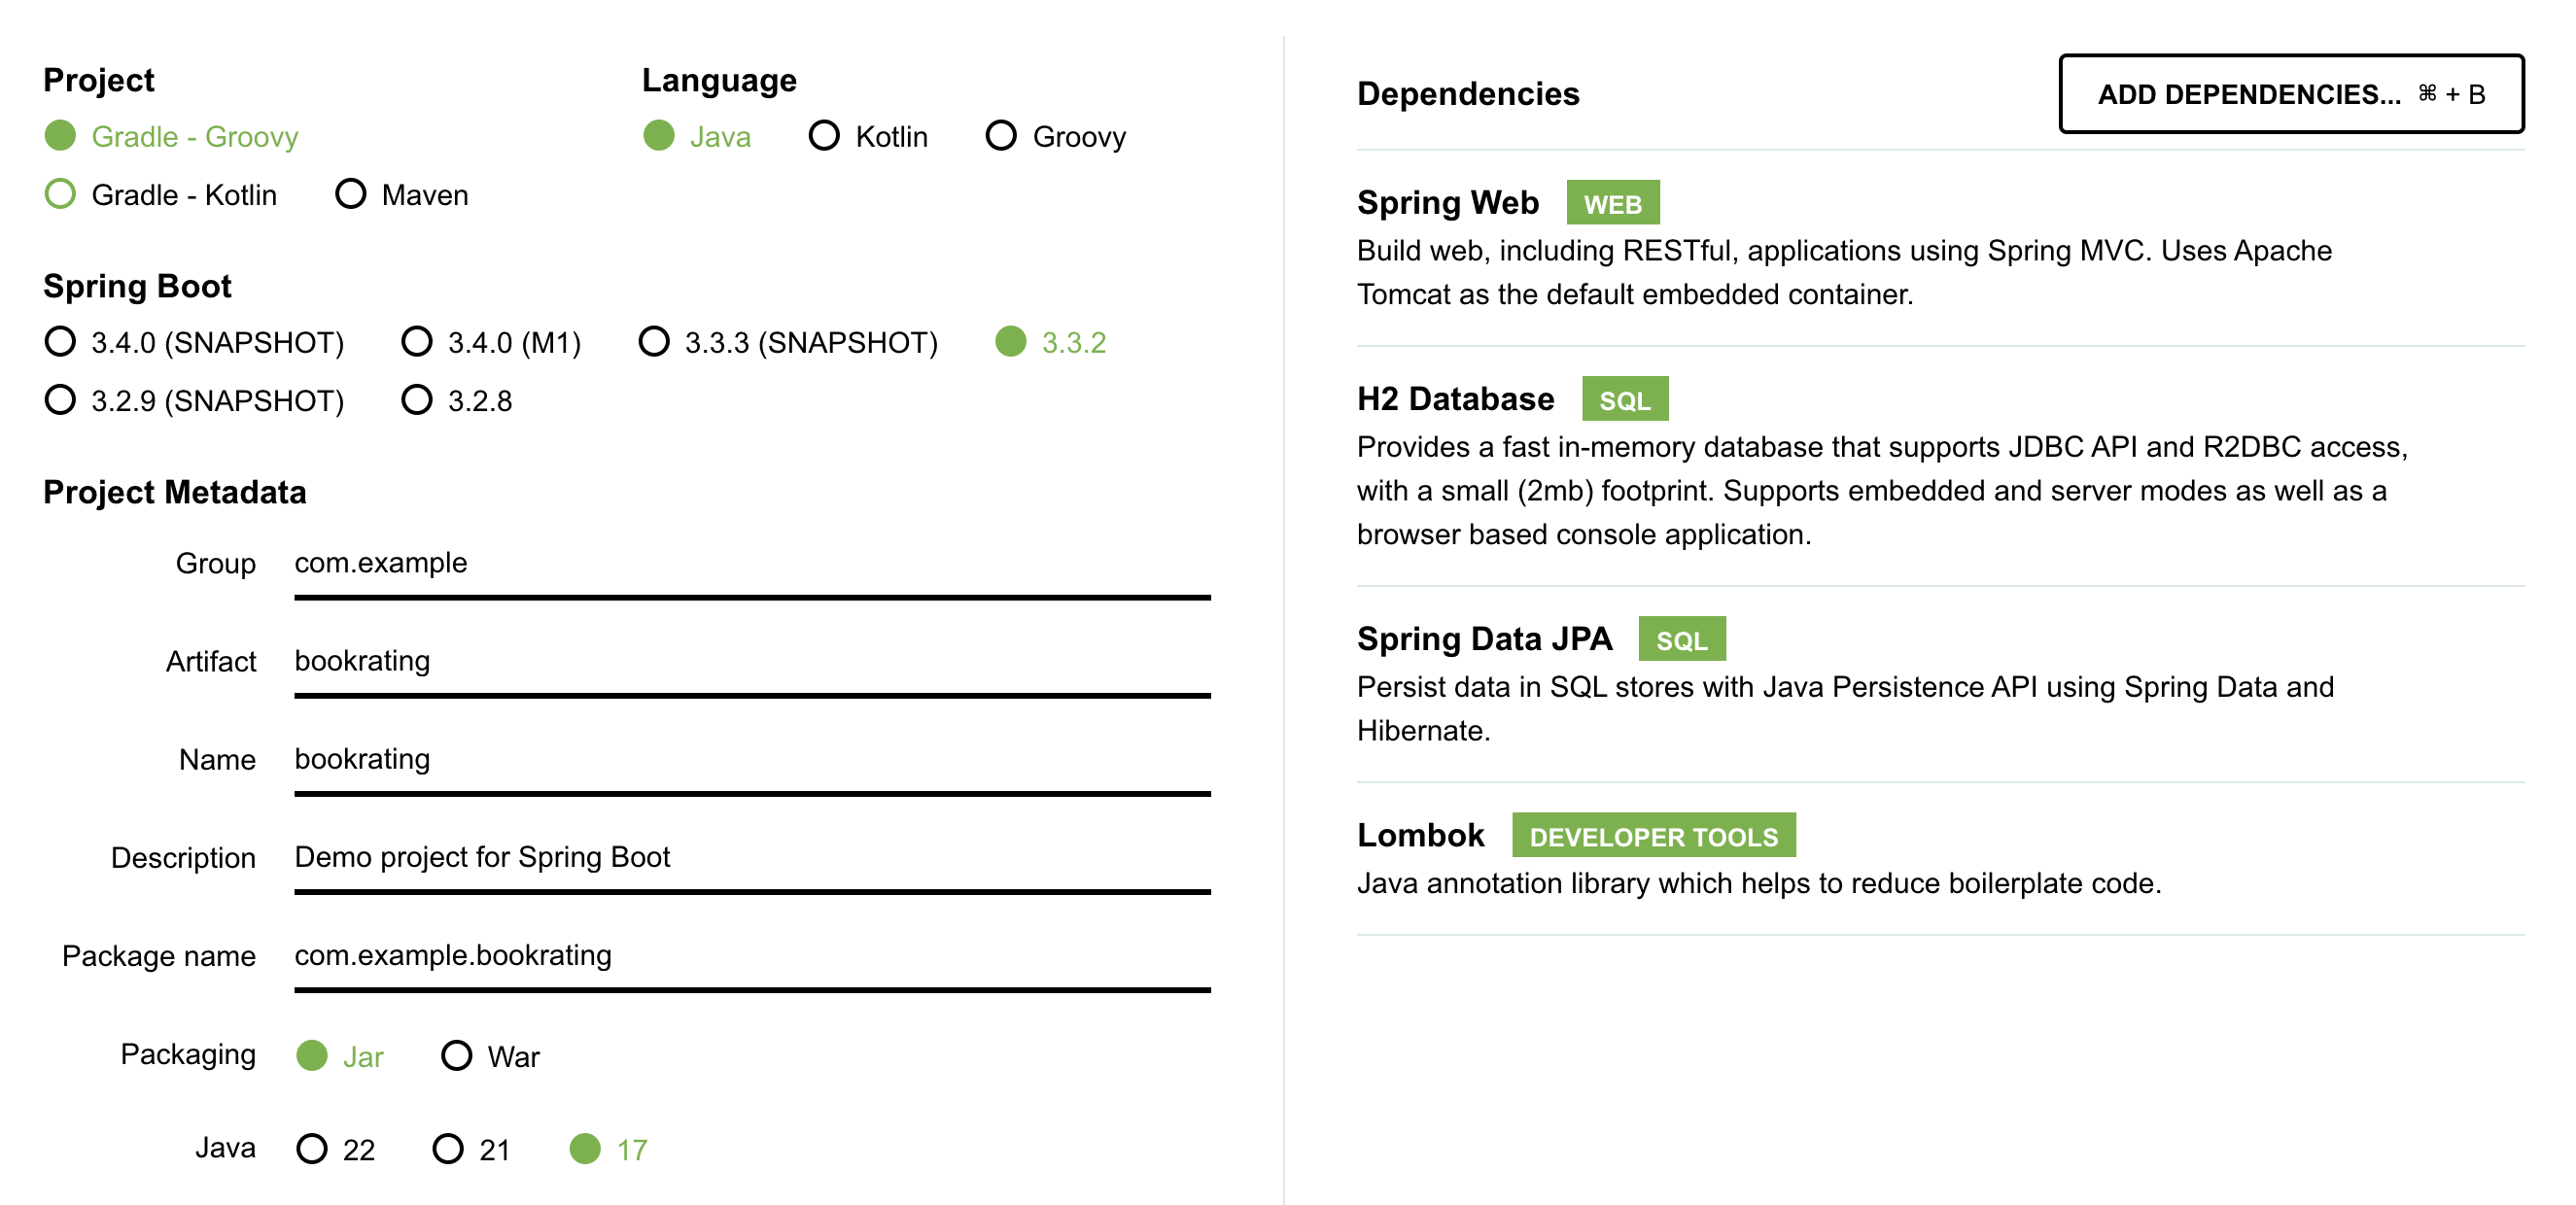 Project
Gradle - Groovy
Gradle - Kotlin Maven
Language
Java Kotlin Groovy
Spring Boot
3.4.0 (SNAPSHOT) 3.4.0 (M1) 3.3.3 (SNAPSHOT) 3.3.2
3.2.9 (SNAPSHOT) 3.2.8
Project Metadata
Group com.example
Artifact bookrating
Name bookrating
Description Demo project for Spring Boot
Package name com.example.bookrating
Packaging Jar War
Java 22 21 17
Dependencies ADD DEPENDENCIES... ⌘ + B
Spring Web WEB
Build web, including RESTful, applications using Spring MVC. Uses Apache
Tomcat as the default embedded container.
H2 Database SQL
Provides a fast in-memory database that supports JDBC API and R2DBC access,
with a small (2mb) footprint. Supports embedded and server modes as well as a
browser based console application.
Spring Data JPA SQL
Persist data in SQL stores with Java Persistence API using Spring Data and
Hibernate.
Lombok DEVELOPER TOOLS
Java annotation library which helps to reduce boilerplate code.